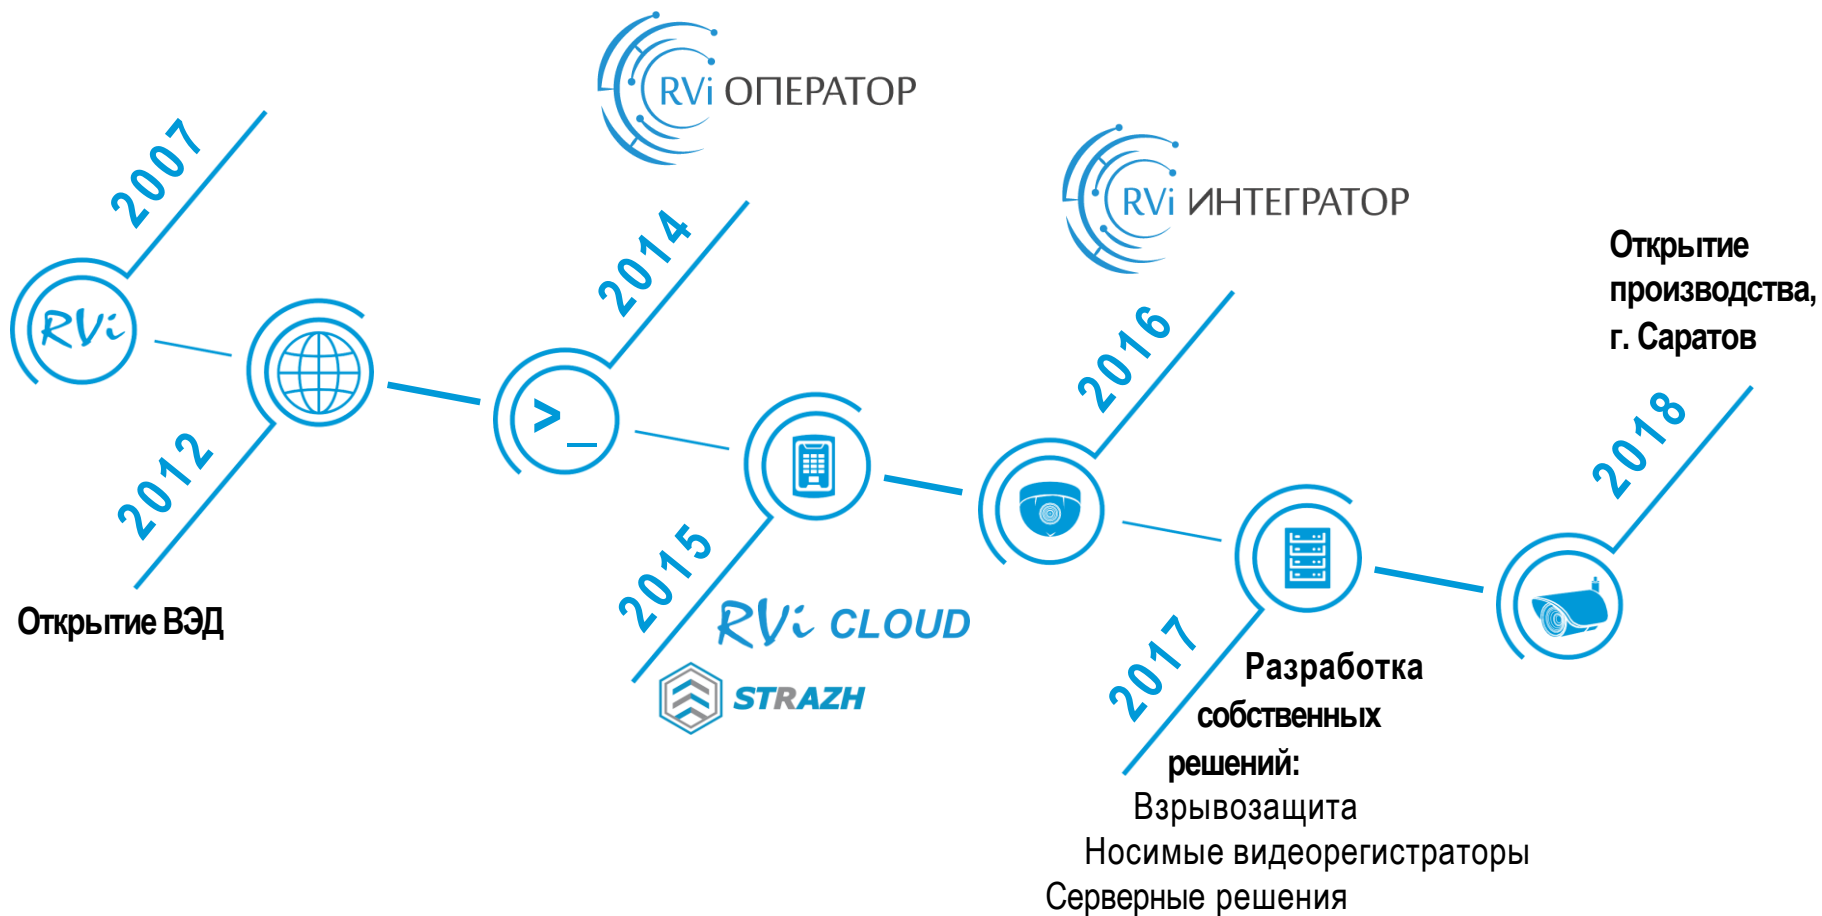 2007
RVi
2012
Открытие ВЭД
RVi ОПЕРАТОР
2014
>_
2015
RVi CLOUD
STRAZH
RVi ИНТЕГРАТОР
2016
2017
Разработка
собственных
решений:
Взрывозащита
Носимые видеорегистраторы
Серверные решения
Открытие
производства,
г. Саратов
2018